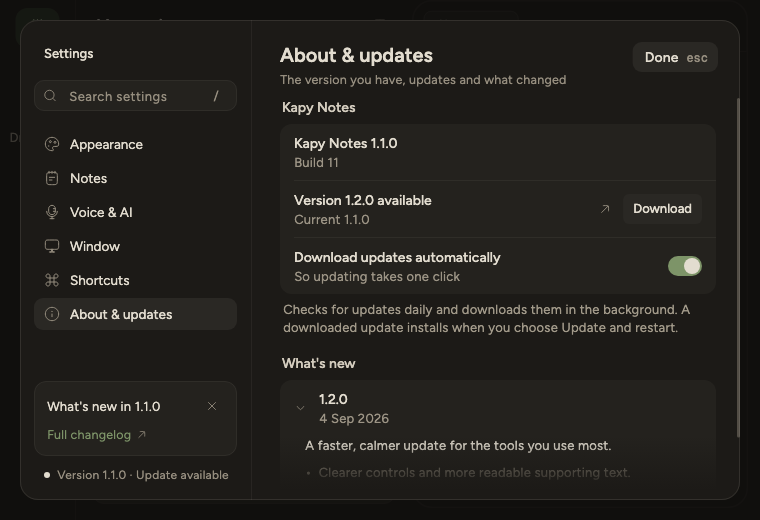 Settings
Search settings /
Appearance
Notes
Voice & AI
Window
Shortcuts
About & updates
What's new in 1.1.0
Full changelog
Version 1.1.0 · Update available
About & updates
The version you have, updates and what changed
Done esc
Kapy Notes
Kapy Notes 1.1.0
Build 11
Version 1.2.0 available
Current 1.1.0
Download
Download updates automatically
So updating takes one click
Checks for updates daily and downloads them in the background. A
downloaded update installs when you choose Update and restart.
What's new
1.2.0
4 Sep 2026
A faster, calmer update for the tools you use most.
• Clearer controls and more readable supporting text.